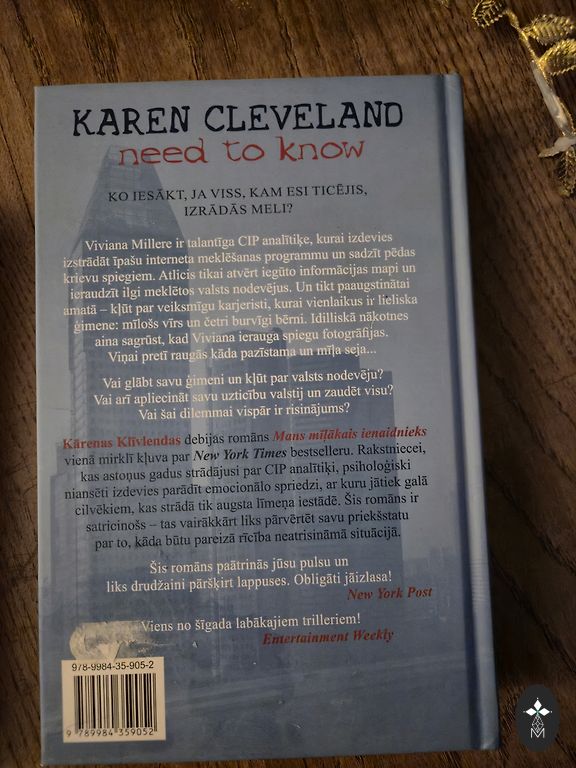 KAREN CLEVELAND
need to know
KO IESĀKT, JA VISS, KAM ESI TICĒJIS,
IZRĀDĀS MELI?
Viviana Millere ir talantīga CIP analītiķe, kurai izdevies
izstrādāt īpašu interneta meklēšanas programmu un sadzīt pēdas
krievu spiegiem. Atlicis tikai atvērt iegūto informācijas mapi un
ieraudzīt ilgi meklētos valsts nodevējus. Un tikt paaugstinātai
amatā – kļūt par veiksmīgu karjeristi, kurai vienlaikus ir lieliska
ģimene: mīlošs vīrs un četri burvīgi bērni. Idilliskā nākotnes
aina sagrūst, kad Viviana ierauga spiegu fotogrāfijas.
Viņai pretī raugās kāda pazīstama un mīļa seja...
Vai glābt savu ģimeni un kļūt par valsts nodevēju?
Vai arī apliecināt savu uzticību valstij un zaudēt visu?
Vai šai dilemmai vispār ir risinājums?
Kārenas Klīvlendas debijas romāns Mans mīļākais ienaidnieks
vienā mirklī kļuva par New York Times bestselleru. Rakstniecei,
kas astoņus gadus strādājusi par CIP analītiķi, psiholoģiski
niansēti izdevies parādīt emocionālo spriedzi, ar kuru jātiek galā
cilvēkiem, kas strādā tik augsta līmeņa iestādē. Šis romāns ir
satricinošs – tas vairākkārt liks pārvērtēt savu priekšstatu
par to, kāda būtu pareizā rīcība neatrisināmā situācijā.
Šis romāns paātrinās jūsu pulsu un
liks drudžaini pāršķirt lappuses. Obligāti jāizlasa!
New York Post
Viens no šīgada labākajiem trilleriem!
Entertainment Weekly
978-9984-35-905-2
9 789984 359052